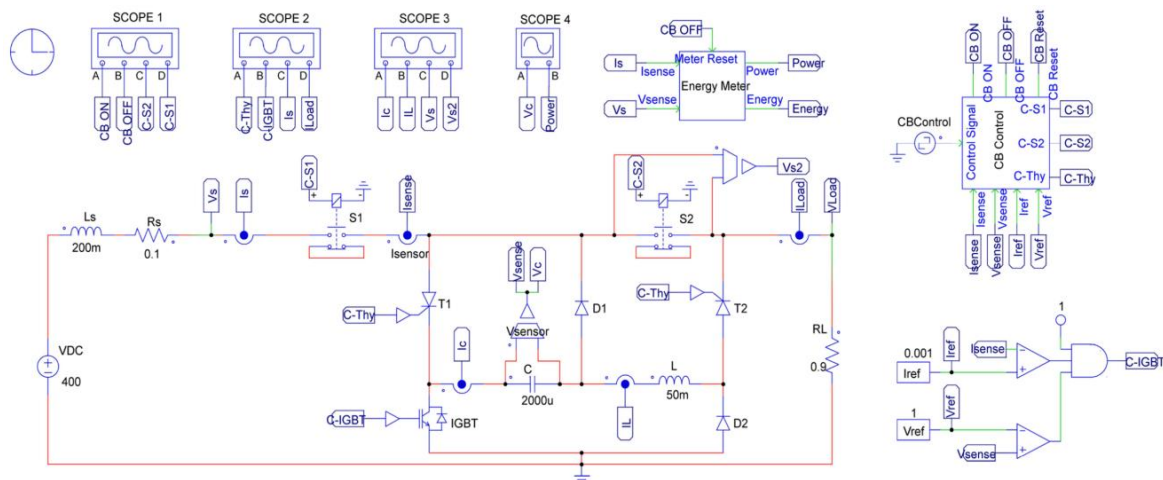 SCOPE 1
SCOPE 2
SCOPE 3
SCOPE 4
A B C D
A B C D
A B C D
A B
CB ON
CB OFF
C-S2
C-S1
C-Thy
C-IGBT
Is
ILoad
Ic
IL
Vs
Vs2
Vc
Power
CB OFF
Is
Isense
Meter Reset
Power
Power
Energy Meter
Vs
Vsense
Energy
Energy
CB ON
CB OFF
CB Reset
CB ON
CB OFF
CB Reset
CBControl
Control Signal
CB Control
C-S1
C-S1
C-S2
C-S2
C-Thy
C-Thy
Isense
Vsense
Iref
Vref
Isense
Vsense
Iref
Vref
Ls
200m
Rs
0.1
Vs
Is
C-S1
+
-
S1
Isense
Isensor
C-S2
+
-
S2
Vs2
ILoad
VLoad
C-Thy
T1
Vsense
Vc
Vsensor
D1
C-Thy
T2
Ic
C
2000u
L
50m
IL
RL
0.9
VDC
+
-
400
C-IGBT
IGBT
D2
1
Isense
0.001
Iref
Iref
-
+
C-IGBT
1
Vref
Vref
-
+
Vsense